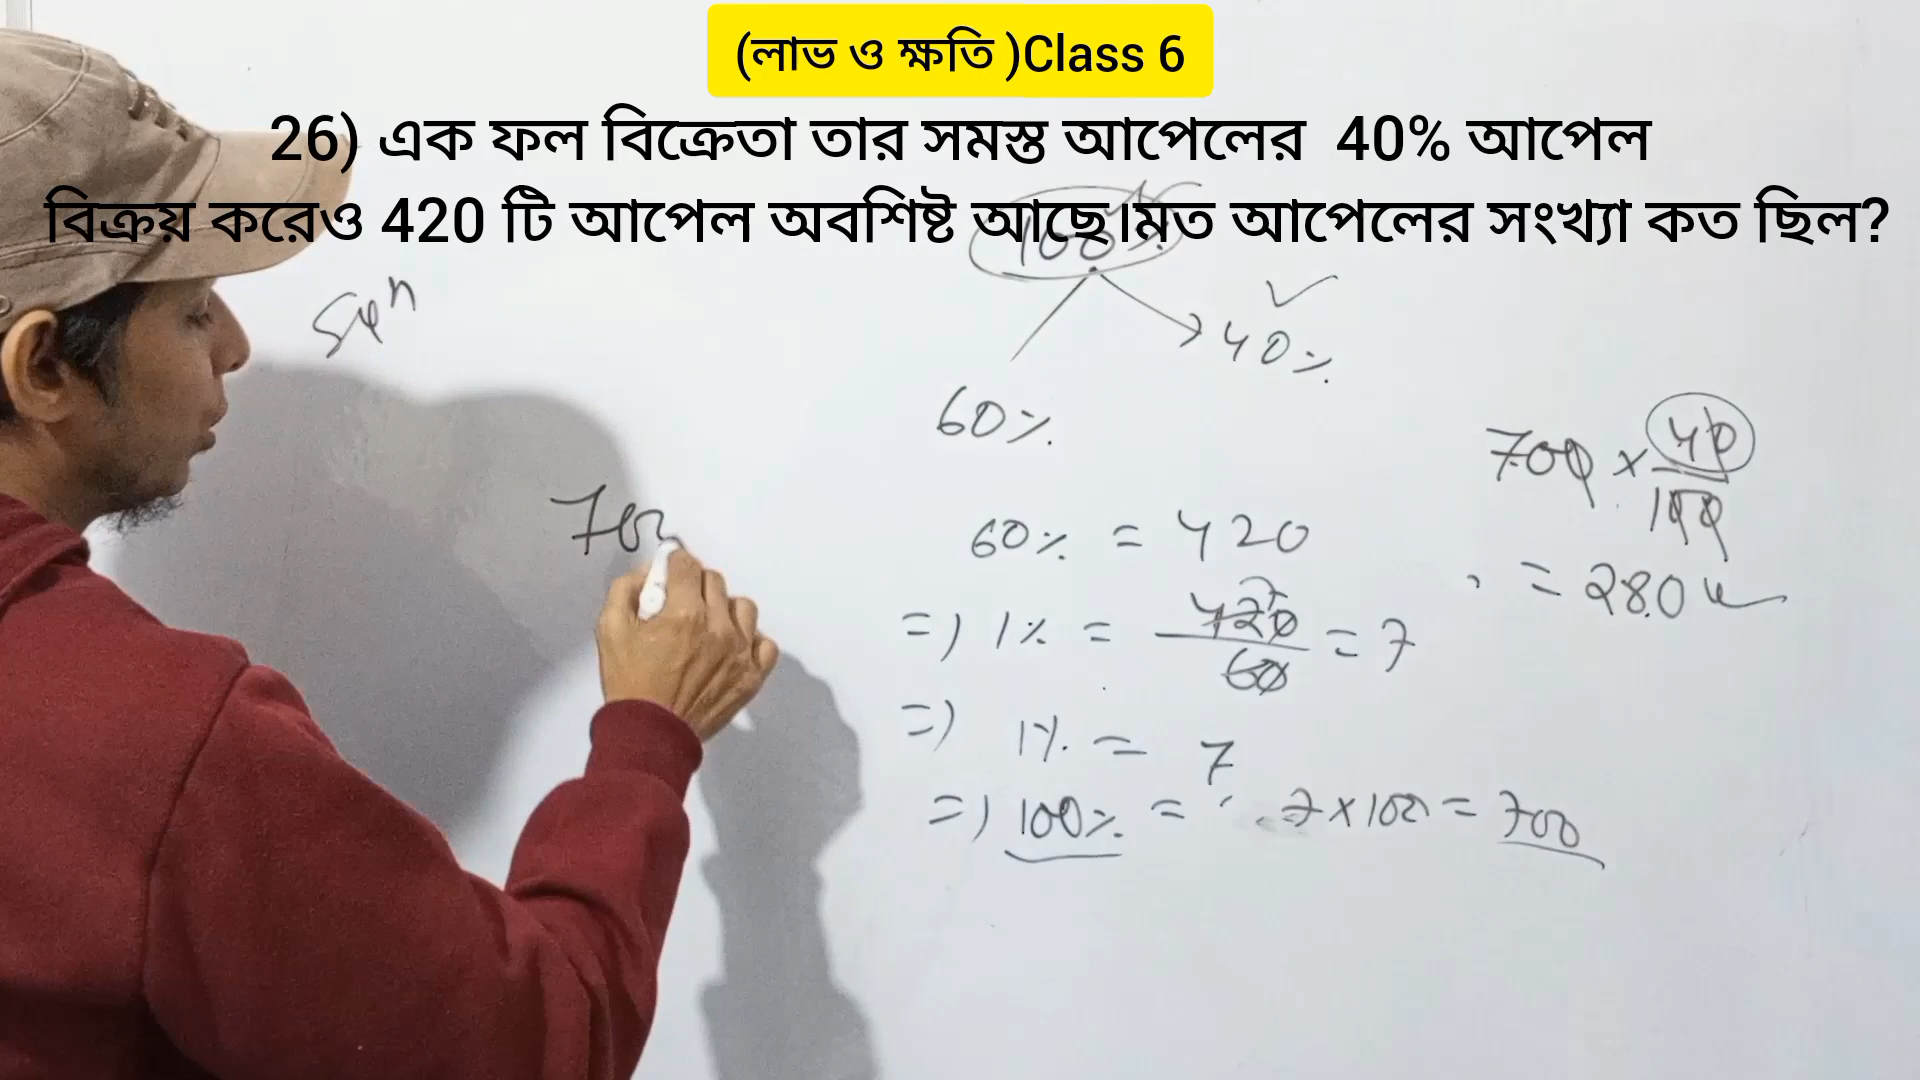 (লাভ ও ক্ষতি )Class 6
26) এক ফল বিক্রেতা তার সমস্ত আপেলের 40% আপেল
বিক্রয় করেও 420 টি আপেল অবশিষ্ট আছে।মত আপেলের সংখ্যা কত ছিল?
100%
40%
60%
700 × 40/100
= 280
60% = 420
=) 1% = 420/60 = 7
=) 1% = 7
=) 100% = 7 × 100 = 700